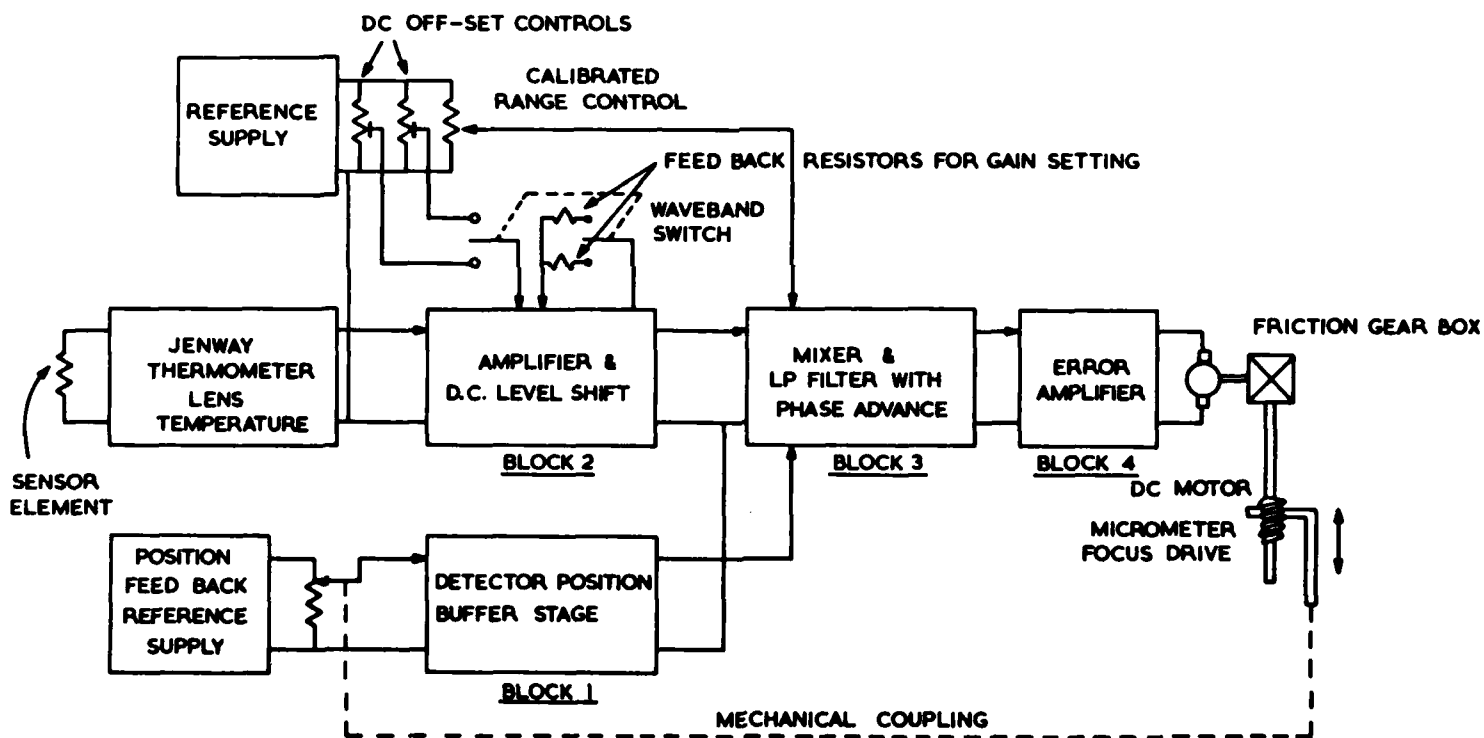 DC OFF-SET CONTROLS
REFERENCE
SUPPLY
CALIBRATED
RANGE CONTROL
FEED BACK RESISTORS FOR GAIN SETTING
WAVEBAND
SWITCH
JENWAY
THERMOMETER
LENS
TEMPERATURE
AMPLIFIER &
D.C. LEVEL SHIFT
BLOCK 2
MIXER &
LP FILTER WITH
PHASE ADVANCE
BLOCK 3
ERROR
AMPLIFIER
BLOCK 4
FRICTION GEAR BOX
DC MOTOR
MICROMETER
FOCUS DRIVE
SENSOR
ELEMENT
POSITION
FEED BACK
REFERENCE
SUPPLY
DETECTOR POSITION
BUFFER STAGE
BLOCK 1
MECHANICAL COUPLING